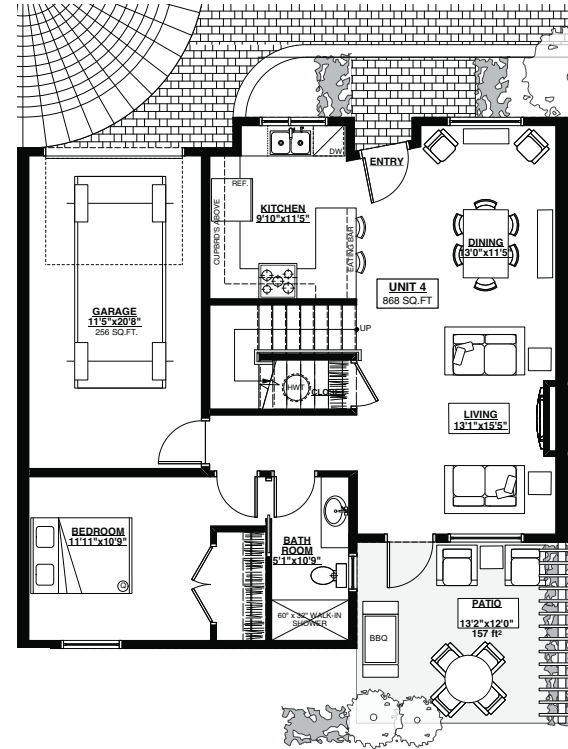 DW
ENTRY
REF.
KITCHEN
9'10"x11'5"
CUPBRD'S ABOVE
EATING BAR
DINING
13'0"x11'5"
UNIT 4
868 SQ.FT
GARAGE
11'5"x20'8"
256 SQ.FT.
UP
HWT
LIVING
13'1"x15'5"
BEDROOM
11'11"x10'9"
BATH
ROOM
5'1"x10'9"
60" x 32" WALK-IN
SHOWER
PATIO
13'2"x12'0"
157 ft²
BBQ